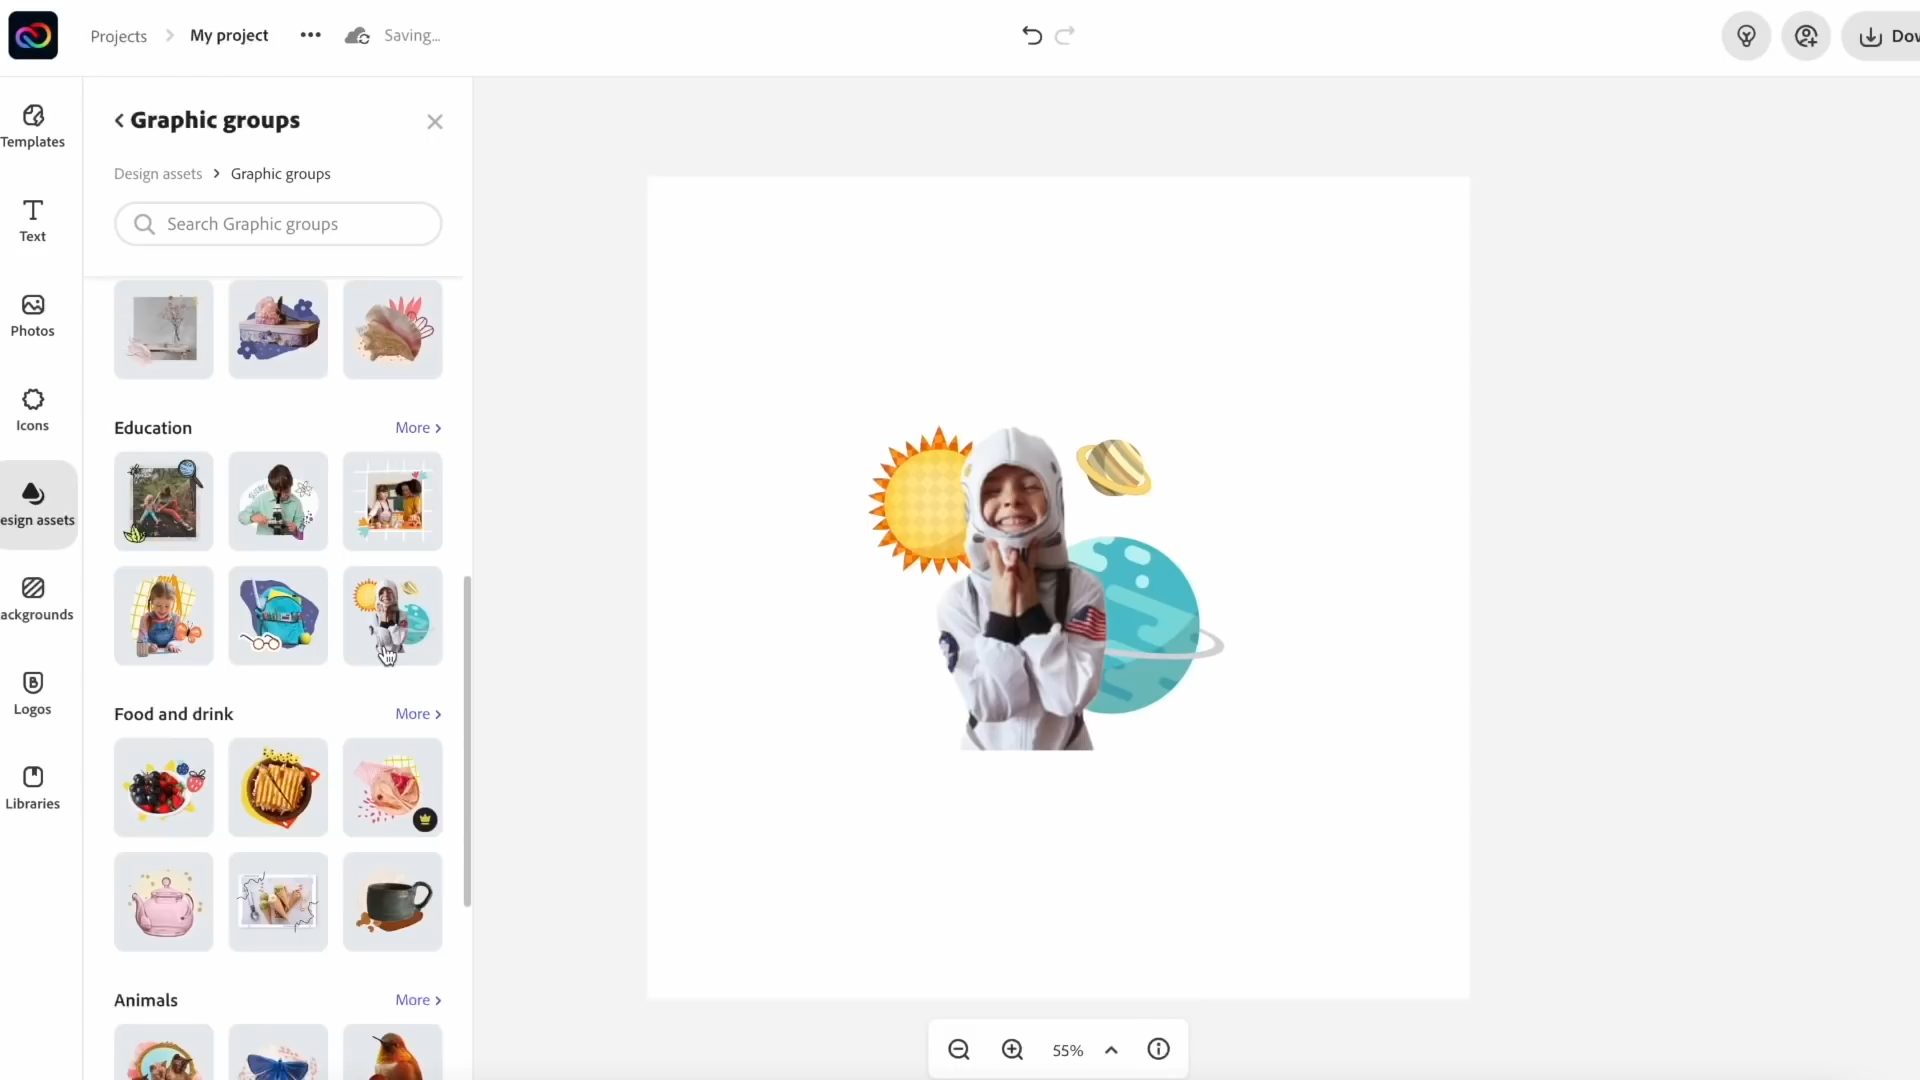 Projects
My project
Saving...
Dow
Templates
Text
Photos
Icons
esign assets
ackgrounds
Logos
Libraries
Graphic groups
Design assets > Graphic groups
Search Graphic groups
Education
More >
Food and drink
More >
Animals
More >
55%